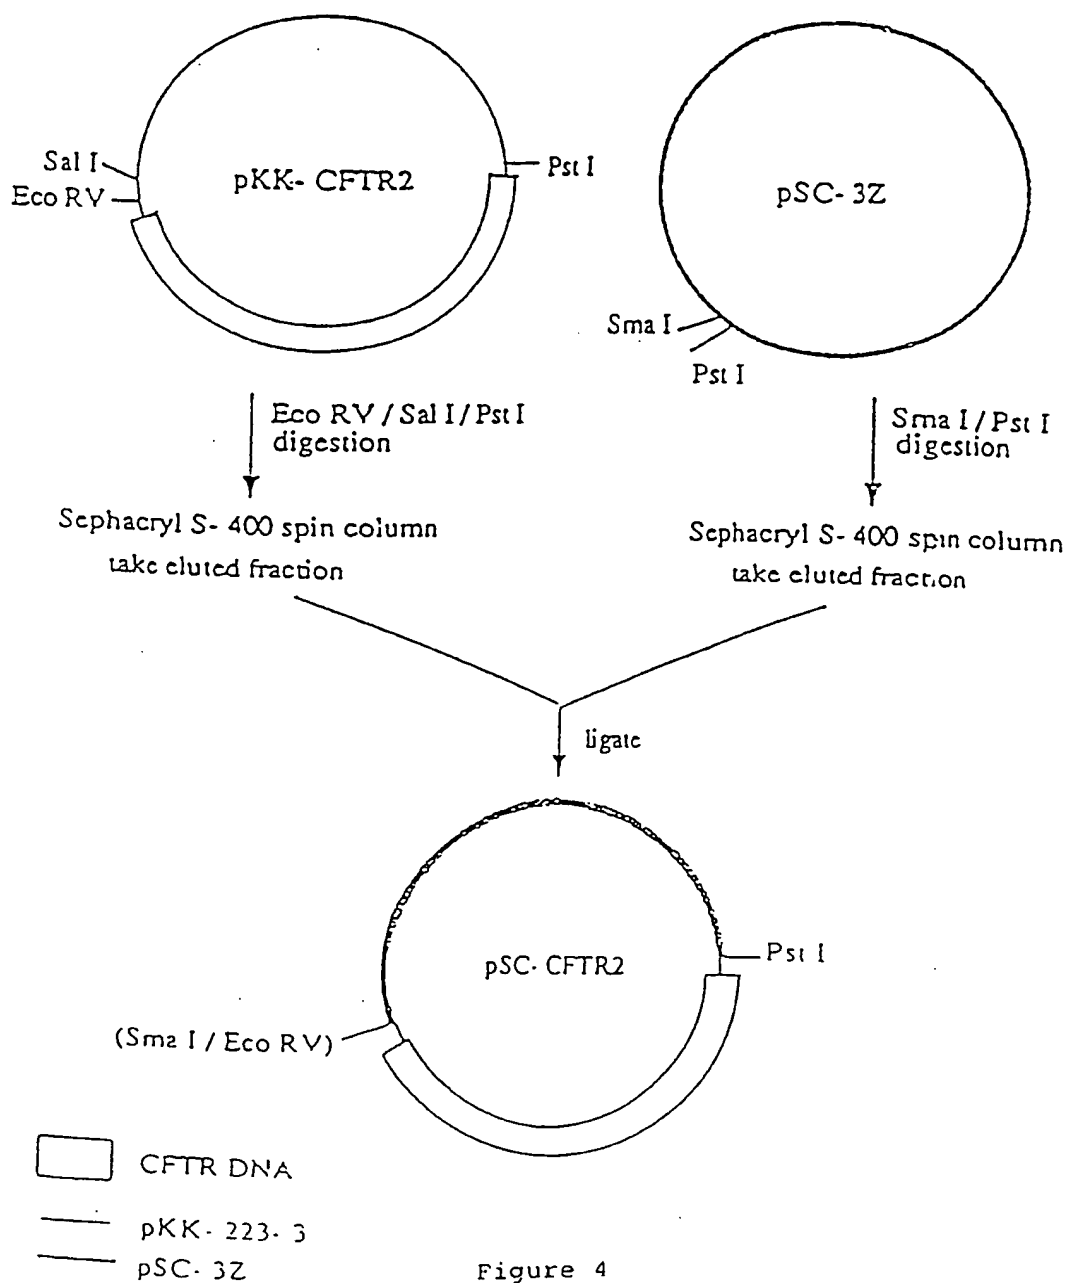 Sal I
Eco RV
pKK- CFTR2
Pst I
pSC- 3Z
Sma I
Pst I
Eco RV / Sal I / Pst I
digestion
Sma I / Pst I
digestion
Sephacryl S- 400 spin column
take eluted fraction
Sephacryl S- 400 spin column
take eluted fraction
ligate
pSC- CFTR2
Pst I
(Sma I / Eco RV)
CFTR DNA
pKK- 223- 3
pSC- 3Z
Figure 4